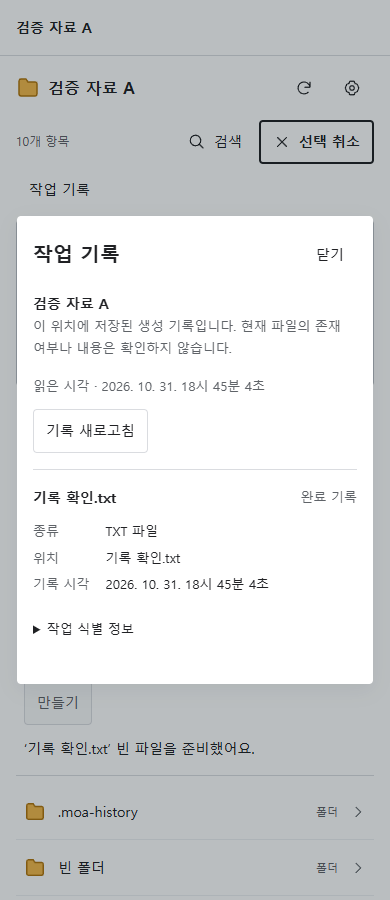 검증 자료 A
검증 자료 A
10개 항목
검색
선택 취소
작업 기록
작업 기록
닫기
검증 자료 A
이 위치에 저장된 생성 기록입니다. 현재 파일의 존재
여부나 내용은 확인하지 않습니다.
읽은 시각 · 2026. 10. 31. 18시 45분 4초
기록 새로고침
기록 확인.txt
완료 기록
종류 TXT 파일
위치 기록 확인.txt
기록 시각 2026. 10. 31. 18시 45분 4초
▶ 작업 식별 정보
만들기
‘기록 확인.txt’ 빈 파일을 준비했어요.
.moa-history 폴더
빈 폴더 폴더